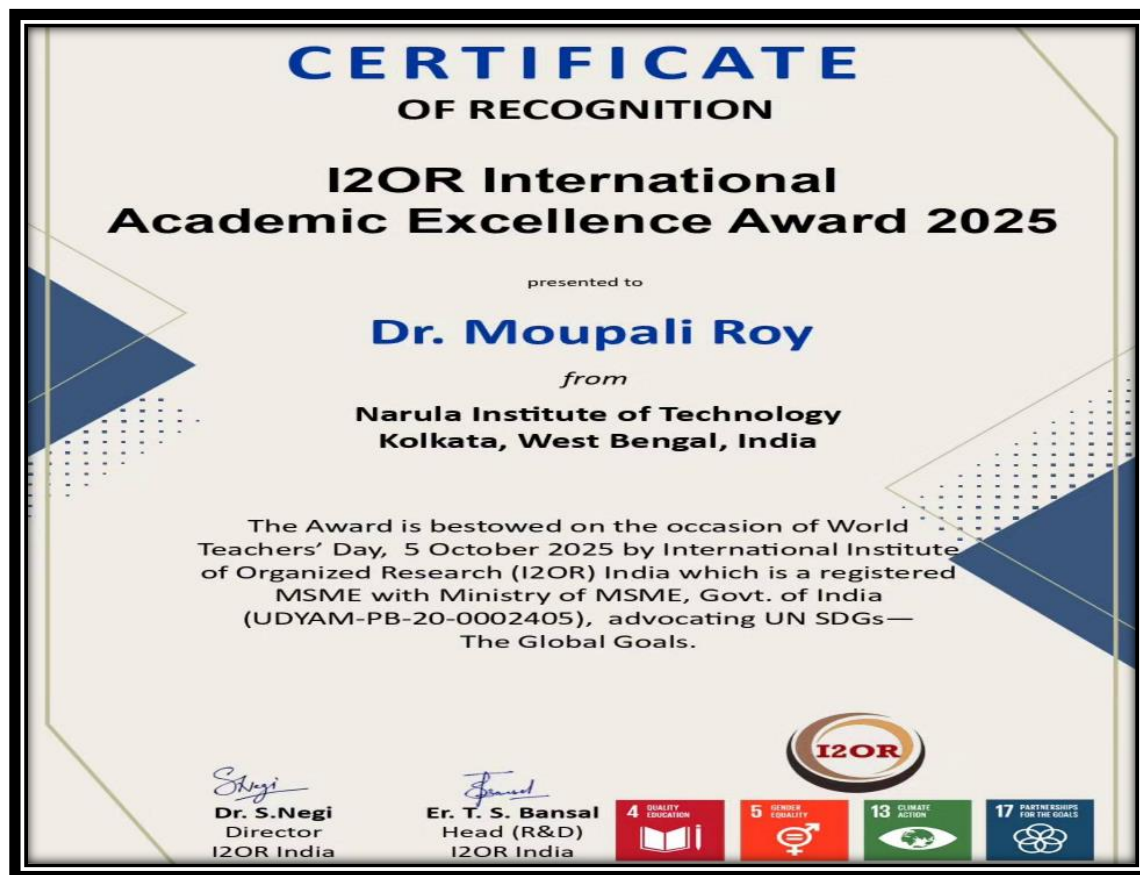 CERTIFICATE
OF RECOGNITION
I2OR International
Academic Excellence Award 2025
presented to
Dr. Moupali Roy
from
Narula Institute of Technology
Kolkata, West Bengal, India
The Award is bestowed on the occasion of World
Teachers' Day, 5 October 2025 by International Institute
of Organized Research (I2OR) India which is a registered
MSME with Ministry of MSME, Govt. of India
(UDYAM-PB-20-0002405), advocating UN SDGs—
The Global Goals.
I2OR
SNegi
Bansal
Dr. S.Negi
Director
I2OR India
Er. T. S. Bansal
Head (R&D)
I2OR India
4 QUALITY
EDUCATION
5 GENDER
EQUALITY
13 CLIMATE
ACTION
17 PARTNERSHIPS
FOR THE GOALS